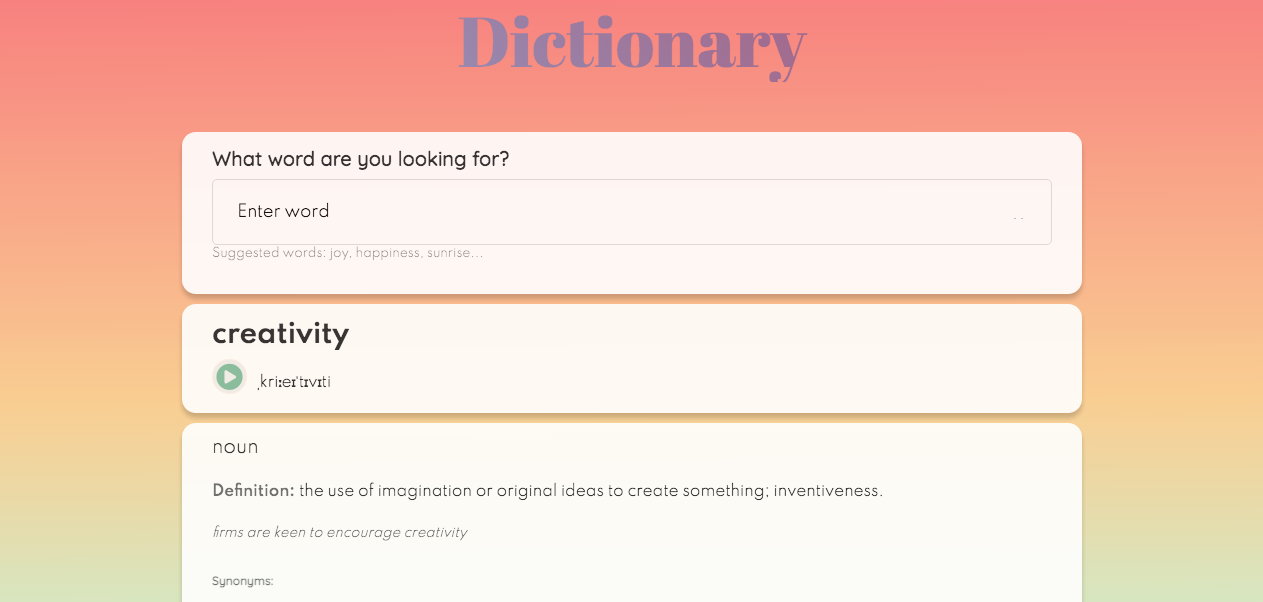 Dictionary
What word are you looking for?
Enter word
Suggested words: joy, happiness, sunrise...
creativity
ˌkriːeɪˈtɪvɪti
noun
Definition: the use of imagination or original ideas to create something; inventiveness.
firms are keen to encourage creativity
Synonyms: